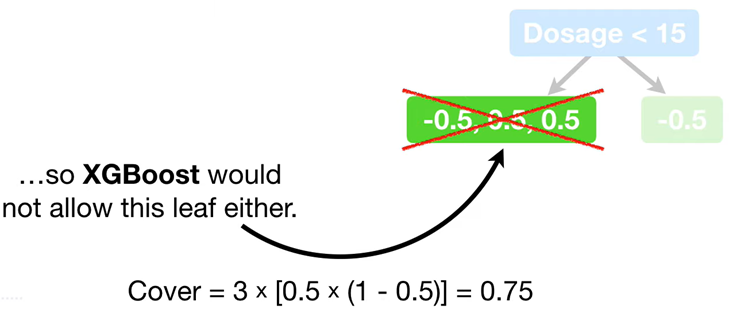 Dosage < 15
-0.5, 0.5, 0.5
-0.5
…so XGBoost would
not allow this leaf either.
Cover = 3 x [0.5 x (1 - 0.5)] = 0.75